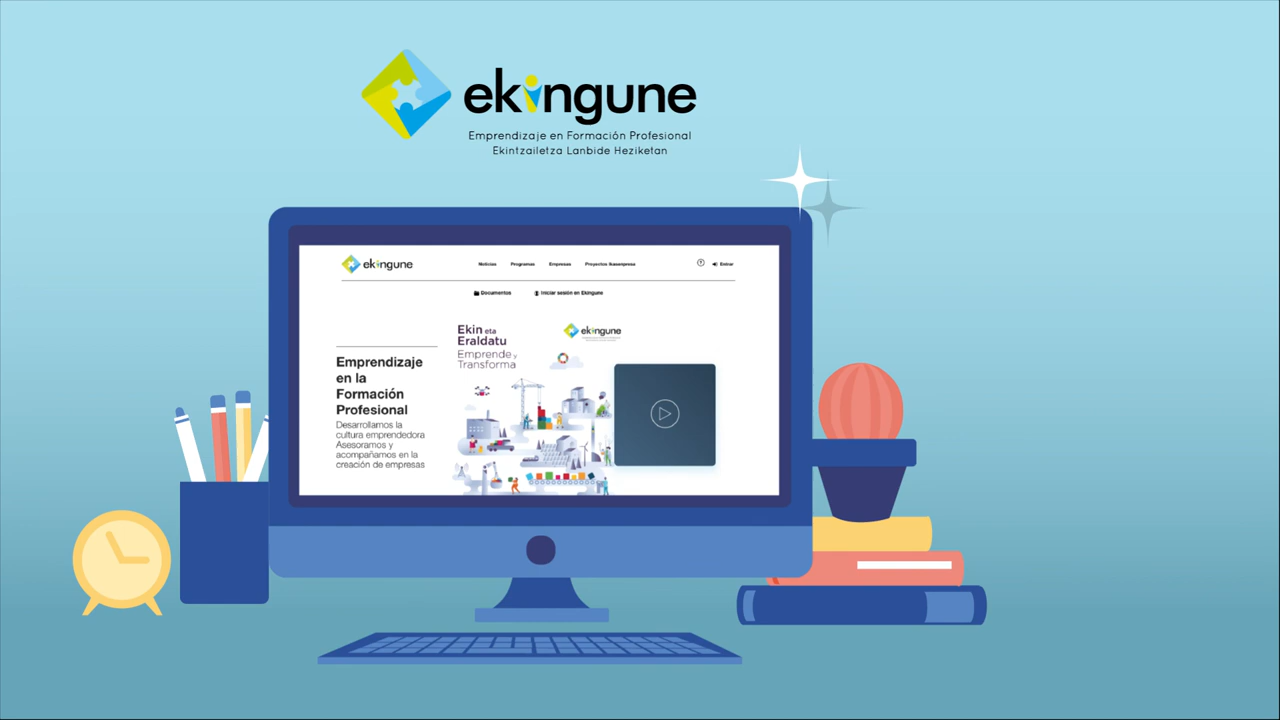 ekingune
Emprendizaje en Formación Profesional
Ekintzailetza Lanbide Heziketan
ekingune
Noticias Programas Empresas Proyectos Ikasenpresa
Entrar
Documentos Iniciar sesión en Ekingune
Ekin eta
Eraldatu
Emprende y
Transforma
ekingune
Emprendizaje
en la
Formación
Profesional
Desarrollamos la
cultura emprendedora
Asesoramos y
acompañamos en la
creación de empresas